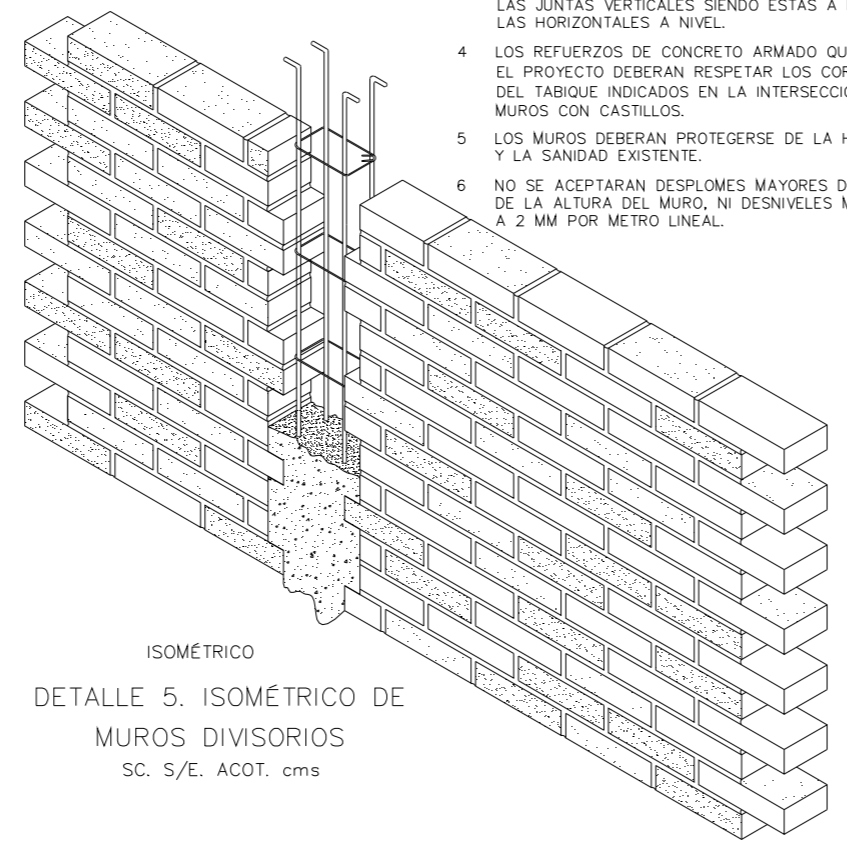 LAS JUNTAS VERTICALES SIENDO ESTAS A
LAS HORIZONTALES A NIVEL.
4 LOS REFUERZOS DE CONCRETO ARMADO
EL PROYECTO DEBERAN RESPETAR LOS
DEL TABIQUE INDICADOS EN LA
MUROS CON CASTILLOS.
5 LOS MUROS DEBERAN PROTEGERSE DE LA
Y LA SANIDAD EXISTENTE.
6 NO SE ACEPTARAN DESPLOMES MAYORES
DE LA ALTURA DEL MURO, NI DESNIVELES
A 2 MM POR METRO LINEAL.
ISOMÉTRICO
DETALLE 5. ISOMÉTRICO DE
MUROS DIVISORIOS
SC. S/E. ACOT. cms